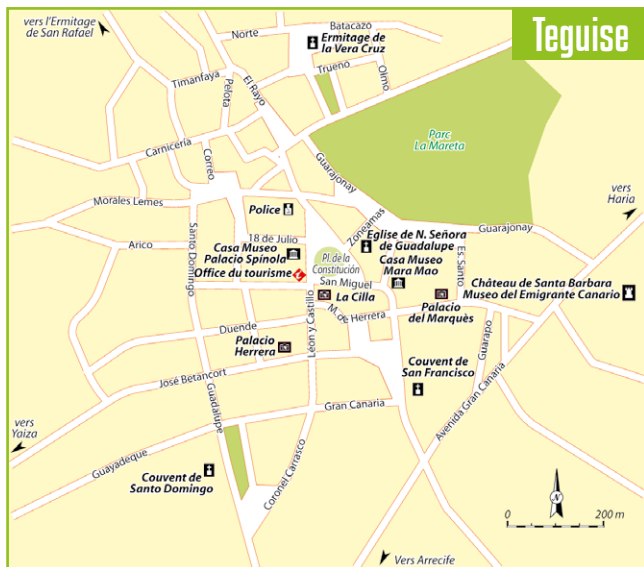 Teguise
vers l'Ermitage
de San Rafael
Norte
Batacazo
Ermitage de
la Vera Cruz
Trueno
Olmo
Timanfaya
Pelota
El Rayo
Carnicería
Correo
Guarajonay
Parc
La Mareta
Morales Lemes
Police
Zoneamas
Guarajonay
vers
Haria
Arico
Santo Domingo
18 de Julio
Casa Museo
Palacio Spínola
Office du tourisme
Pl. de la
Constitución
Eglise de N. Señora
de Guadalupe
Casa Museo
Mara Mao
Es. Santo
San Miguel
La Cilla
Château de Santa Barbara
Museo del Emigrante Canario
M. de Herrera
Palacio
del Marquès
Duende
Palacio
Herrera
Léon y Castillo
Guarapo
José Betancort
Guadalupe
Couvent de
San Francisco
Avenida Gran Canaria
Gran Canaria
vers
Yaiza
Guayadeque
Couvent de
Santo Domingo
Coronel Carrasco
N
0 200 m
Vers Arrecife